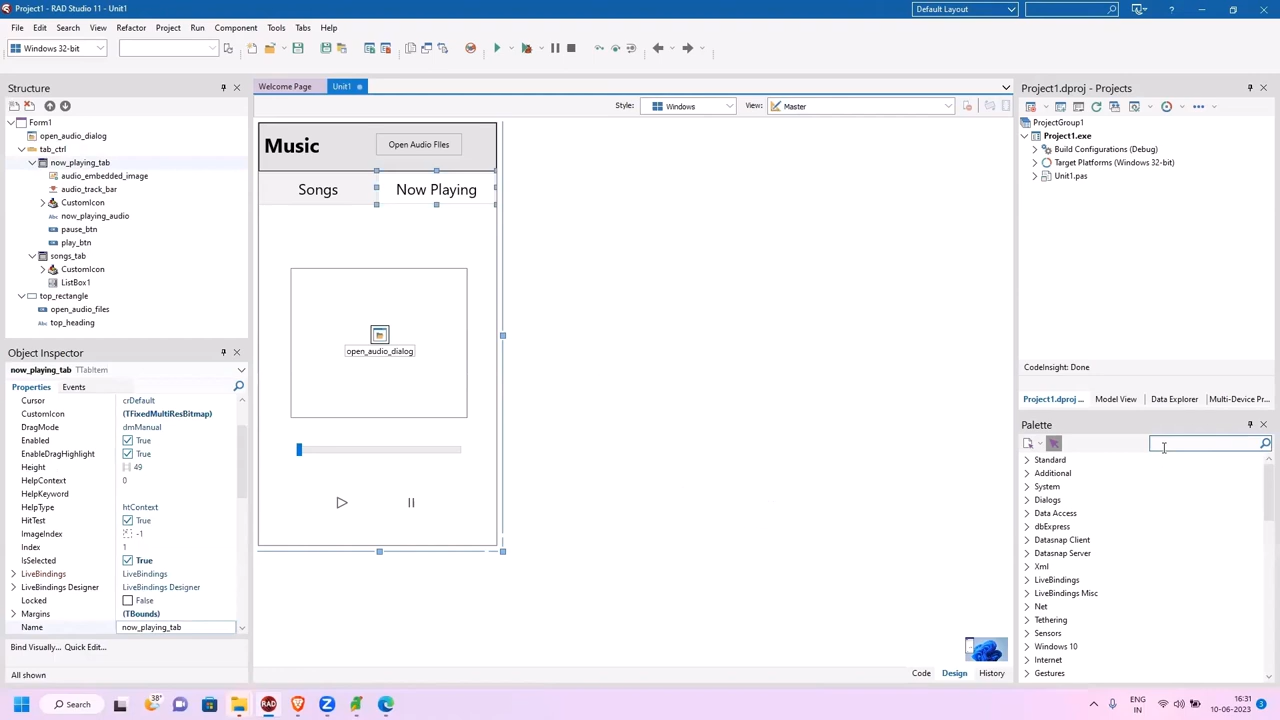 Project1 - RAD Studio 11 - Unit1
Default Layout
File Edit Search View Refactor Project Run Component Tools Tabs Help
Windows 32-bit
Structure
Form1
open_audio_dialog
tab_ctrl
now_playing_tab
audio_embedded_image
audio_track_bar
CustomIcon
now_playing_audio
pause_btn
play_btn
songs_tab
CustomIcon
ListBox1
top_rectangle
open_audio_files
top_heading
Object Inspector
now_playing_tab TTabItem
Properties Events
Cursor crDefault
CustomIcon (TFixedMultiResBitmap)
DragMode dmManual
Enabled True
EnableDragHighlight True
Height 49
HelpContext 0
HelpKeyword
HelpType htContext
HitTest True
ImageIndex -1
Index 1
IsSelected True
LiveBindings LiveBindings
LiveBindings Designer LiveBindings Designer
Locked False
Margins (TBounds)
Name now_playing_tab
Bind Visually... Quick Edit...
All shown
Welcome Page Unit1
Style: Windows View: Master
Music Open Audio Files
Songs Now Playing
open_audio_dialog
Code Design History
Project1.dproj - Projects
ProjectGroup1
Project1.exe
Build Configurations (Debug)
Target Platforms (Windows 32-bit)
Unit1.pas
CodeInsight: Done
Project1.dproj ... Model View Data Explorer Multi-Device Pr...
Palette
Standard
Additional
System
Dialogs
Data Access
dbExpress
Datasnap Client
Datasnap Server
Xml
LiveBindings
LiveBindings Misc
Net
Tethering
Sensors
Windows 10
Internet
Gestures
Search
38°
ENG
IN
16:31
10-06-2023
3